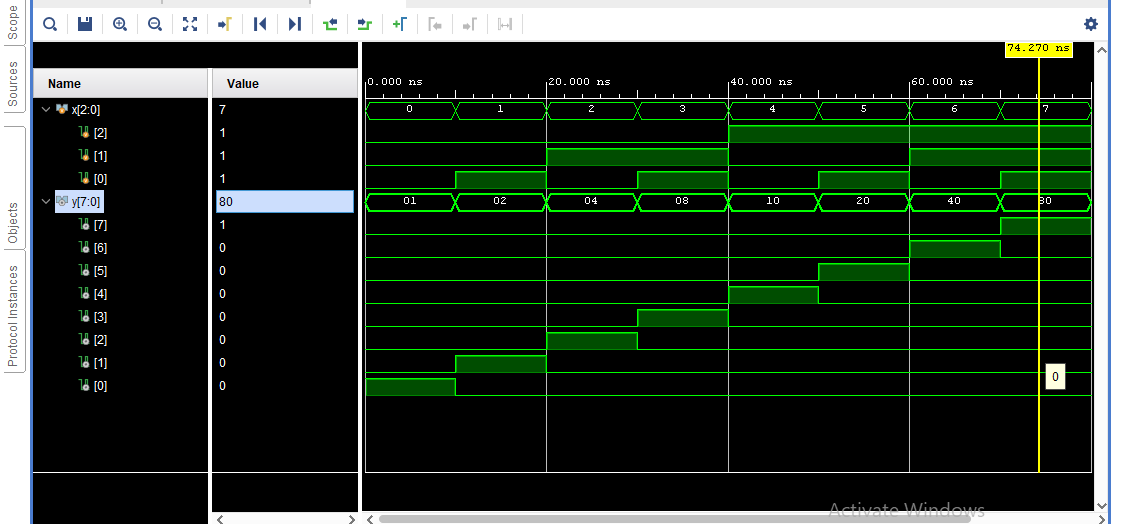 Scope
Sources
Objects
Protocol Instances
74.270 ns
Name Value
0.000 ns 20.000 ns 40.000 ns 60.000 ns
x[2:0] 7 0 1 2 3 4 5 6 7
[2] 1
[1] 1
[0] 1
y[7:0] 80 01 02 04 08 10 20 40 80
[7] 1
[6] 0
[5] 0
[4] 0
[3] 0
[2] 0
[1] 0
0
[0] 0
Activate Windows